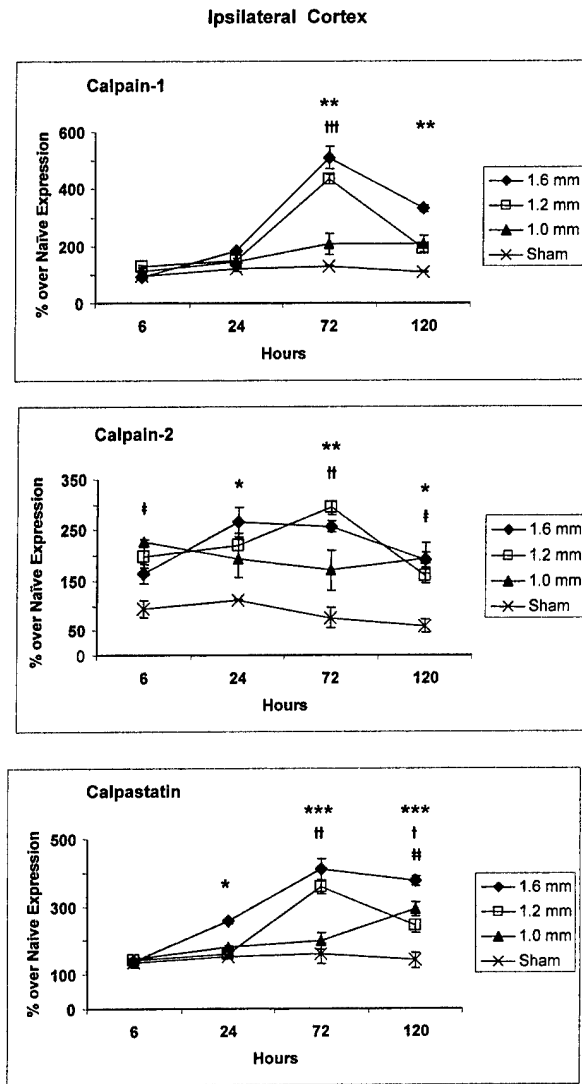 Ipsilateral Cortex
Calpain-1
**
**
†††
600
400
200
0
% over Naïve Expression
6
24
72
120
Hours
1.6 mm
1.2 mm
1.0 mm
Sham
Calpain-2
**
‡
*
††
*
‡
350
250
150
50
0
% over Naïve Expression
6
24
72
120
Hours
1.6 mm
1.2 mm
1.0 mm
Sham
Calpastatin
***
***
††
†
*
‡‡
500
300
100
0
% over Naïve Expression
6
24
72
120
Hours
1.6 mm
1.2 mm
1.0 mm
Sham